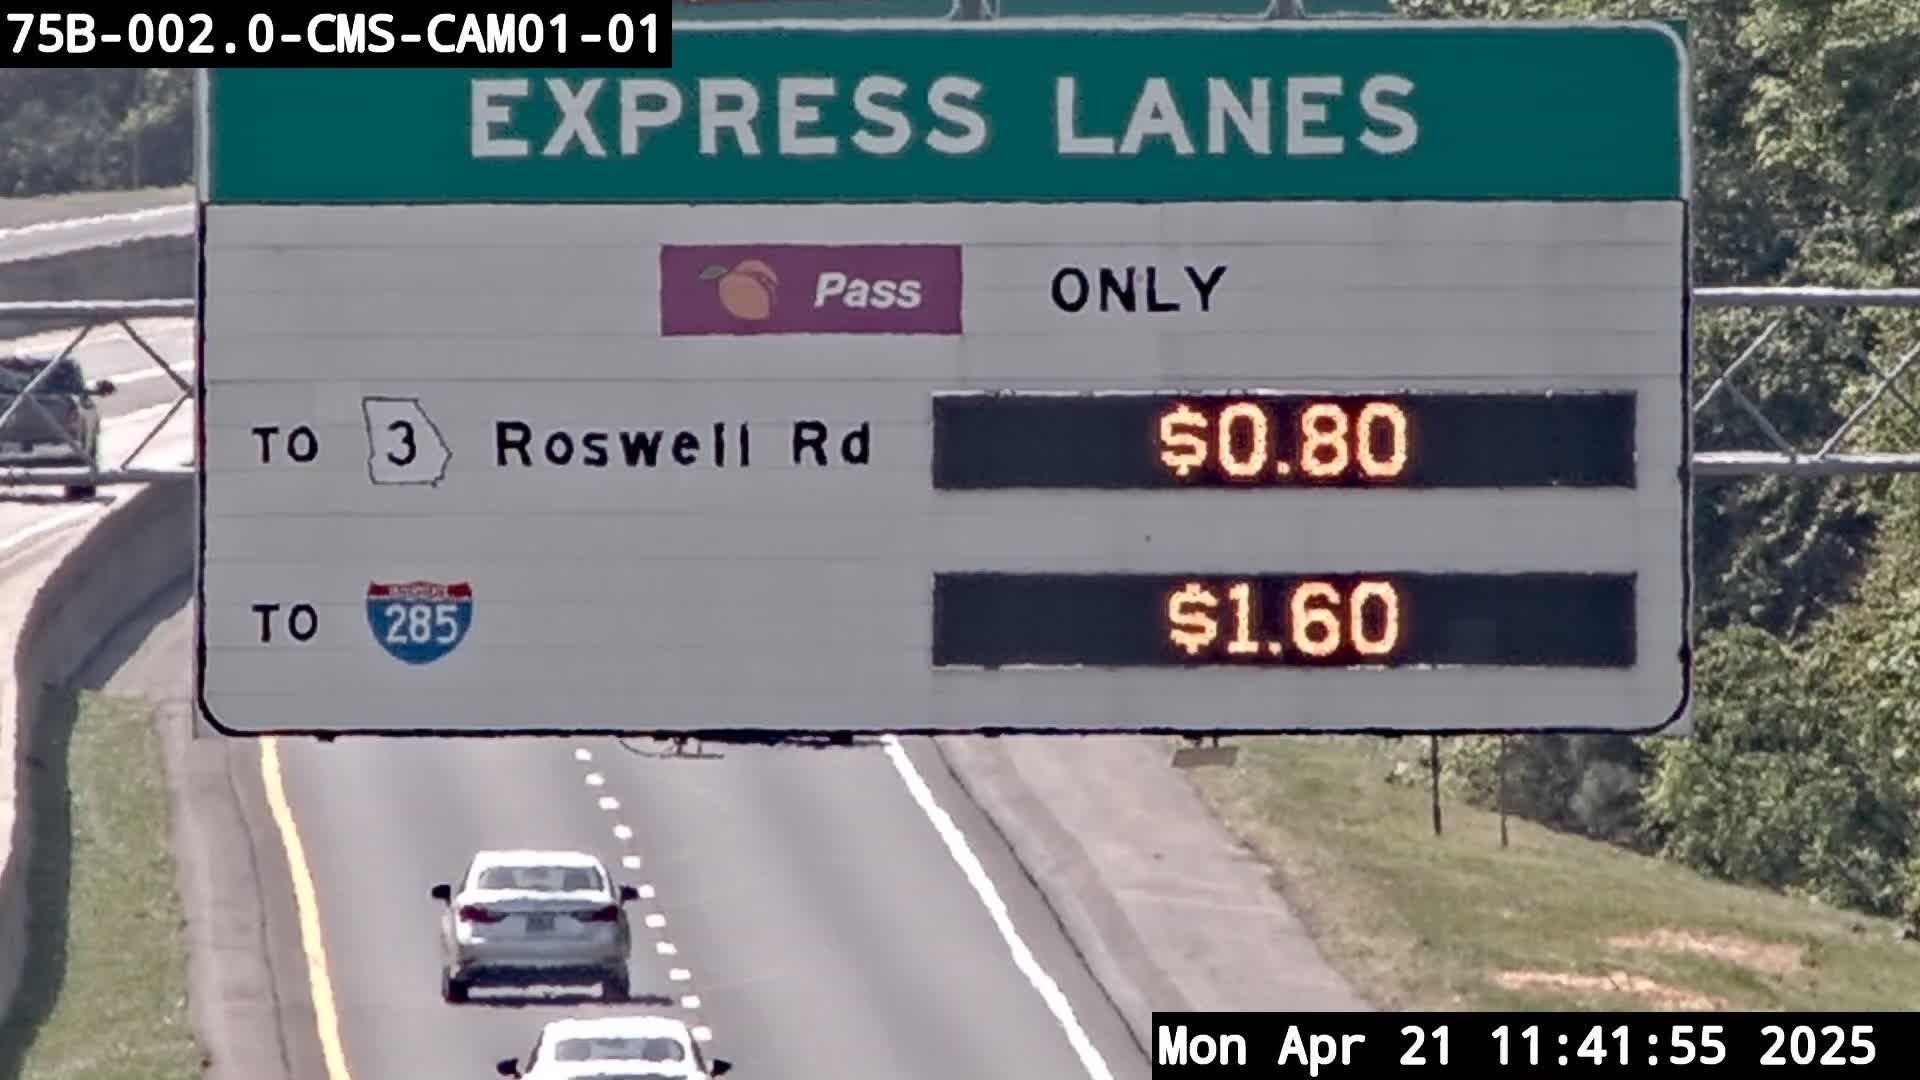 75B-002.0-CMS-CAM01-01
EXPRESS LANES
Pass ONLY
TO 3 Roswell Rd $0.80
TO 285 $1.60
Mon Apr 21 11:41:55 2025